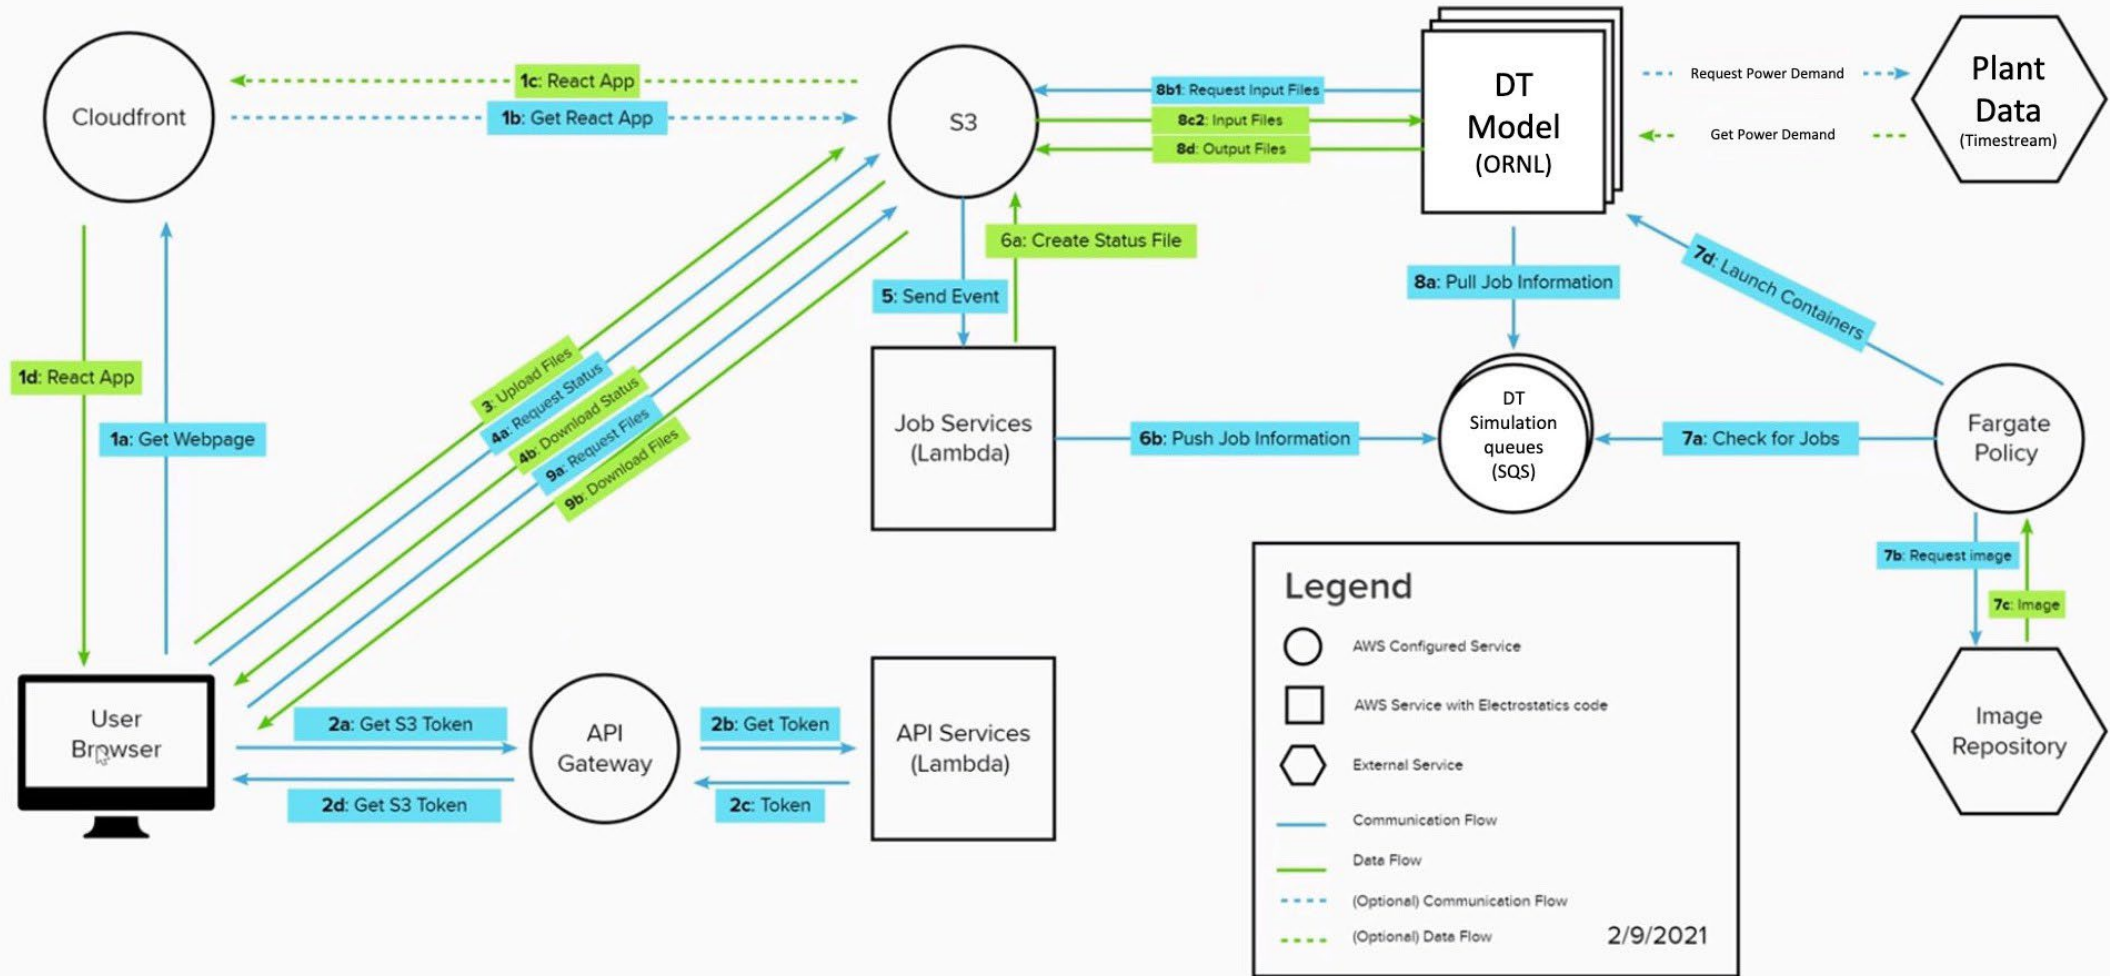 Cloudfront
1c: React App
1b: Get React App
S3
8b1: Request Input Files
8c2: Input Files
8d: Output Files
DT
Model
(ORNL)
Request Power Demand
Get Power Demand
Plant
Data
(Timestream)
1d: React App
1a: Get Webpage
3: Upload Files
4a: Request Status
4b: Download Status
9a: Request Files
9b: Download Files
5: Send Event
6a: Create Status File
8a: Pull Job Information
7d: Launch Containers
Job Services
(Lambda)
6b: Push Job Information
DT
Simulation
queues
(SQS)
7a: Check for Jobs
Fargate
Policy
7b: Request image
7c: Image
Image
Repository
User
Browser
2a: Get S3 Token
2d: Get S3 Token
API
Gateway
2b: Get Token
2c: Token
API Services
(Lambda)
Legend
AWS Configured Service
AWS Service with Electrostatics code
External Service
Communication Flow
Data Flow
(Optional) Communication Flow
(Optional) Data Flow
2/9/2021